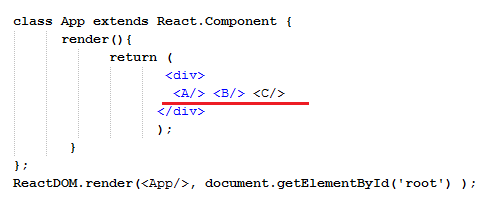 class App extends React.Component {
render(){
return (
<div>
<A/> <B/> <C/>
</div>
);
}
};
ReactDOM.render(<App/>, document.getElementById('root') );